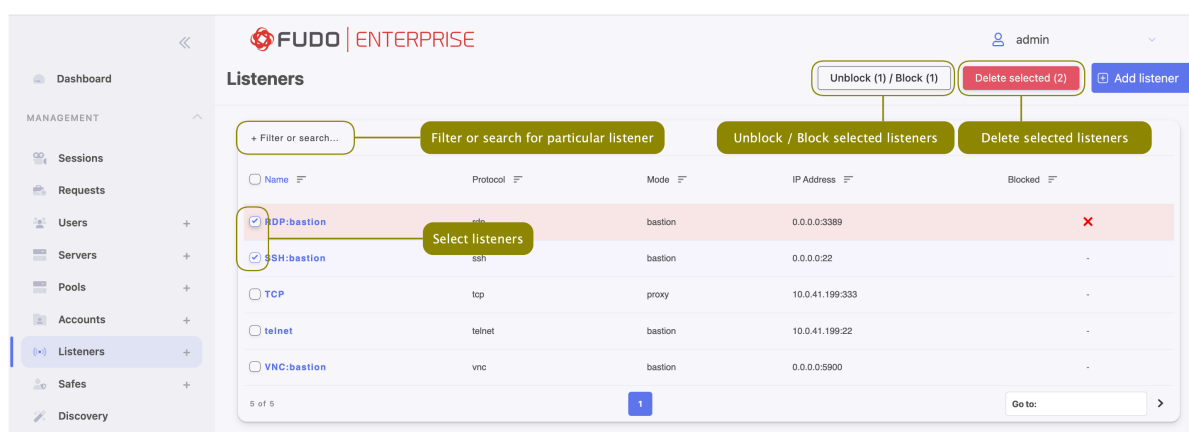 FUDO ENTERPRISE
admin
Dashboard
Listeners
Unblock (1) / Block (1)
Delete selected (2)
Add listener
MANAGEMENT
+ Filter or search...
Filter or search for particular listener
Unblock / Block selected listeners
Delete selected listeners
Sessions
Name
Protocol
Mode
IP Address
Blocked
Requests
Users +
RDP:bastion
rdp
bastion
0.0.0.0:3389
Select listeners
Servers +
SSH:bastion
ssh
bastion
0.0.0.0:22
-
Pools +
TCP
tcp
proxy
10.0.41.199:333
-
Accounts +
telnet
telnet
bastion
10.0.41.199:22
-
Listeners +
VNC:bastion
vnc
bastion
0.0.0.0:5900
-
Safes +
5 of 5
1
Go to:
Discovery